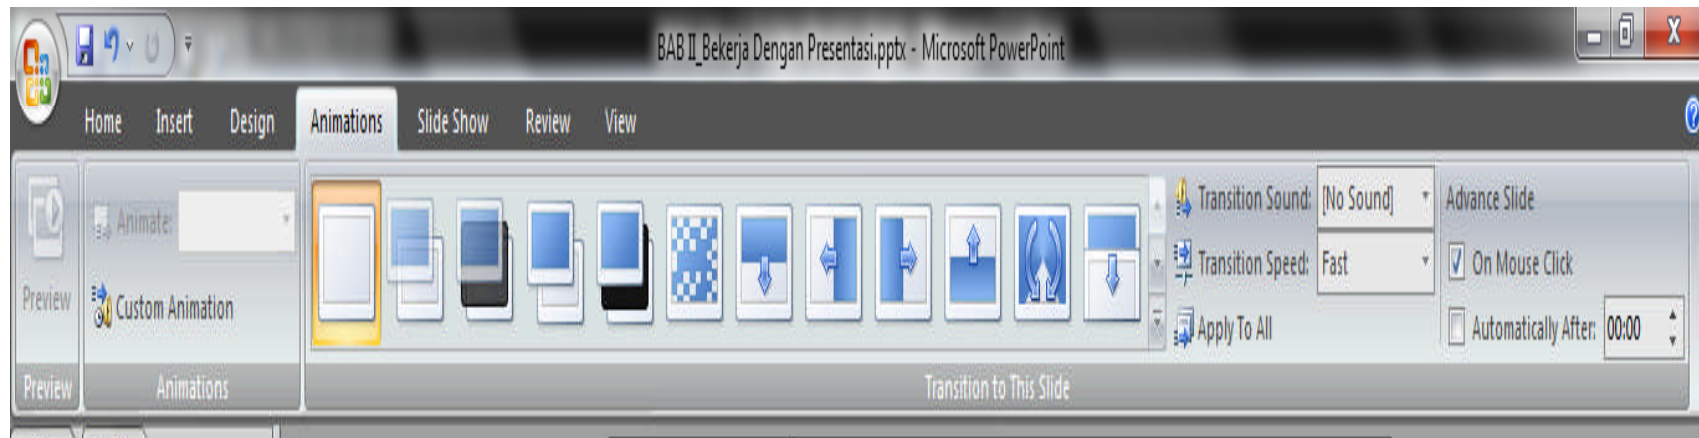 BAB II_Bekerja Dengan Presentasi.pptx - Microsoft PowerPoint
Home Insert Design Animations Slide Show Review View
Preview
Animate:
Custom Animation
Transition Sound: [No Sound]
Transition Speed: Fast
Apply To All
Advance Slide
On Mouse Click
Automatically After: 00:00
Preview Animations Transition to This Slide